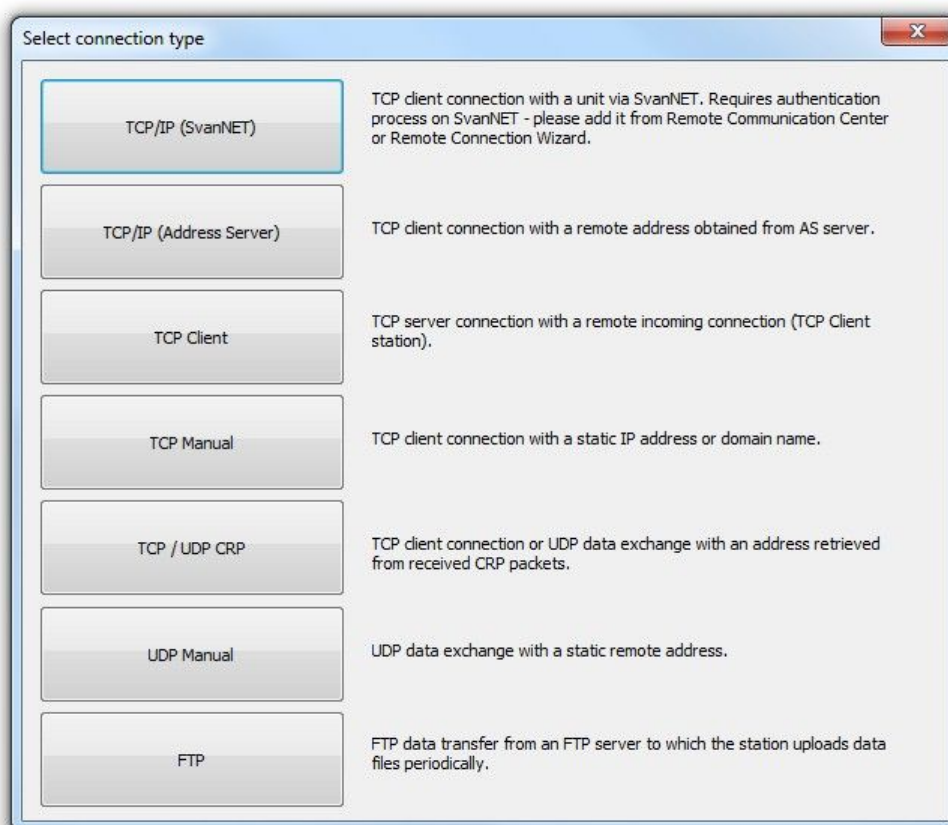 Select connection type
TCP/IP (SvanNET)
TCP client connection with a unit via SvanNET. Requires authentication
process on SvanNET - please add it from Remote Communication Center
or Remote Connection Wizard.
TCP/IP (Address Server)
TCP client connection with a remote address obtained from AS server.
TCP Client
TCP server connection with a remote incoming connection (TCP Client
station).
TCP Manual
TCP client connection with a static IP address or domain name.
TCP / UDP CRP
TCP client connection or UDP data exchange with an address retrieved
from received CRP packets.
UDP Manual
UDP data exchange with a static remote address.
FTP
FTP data transfer from an FTP server to which the station uploads data
files periodically.